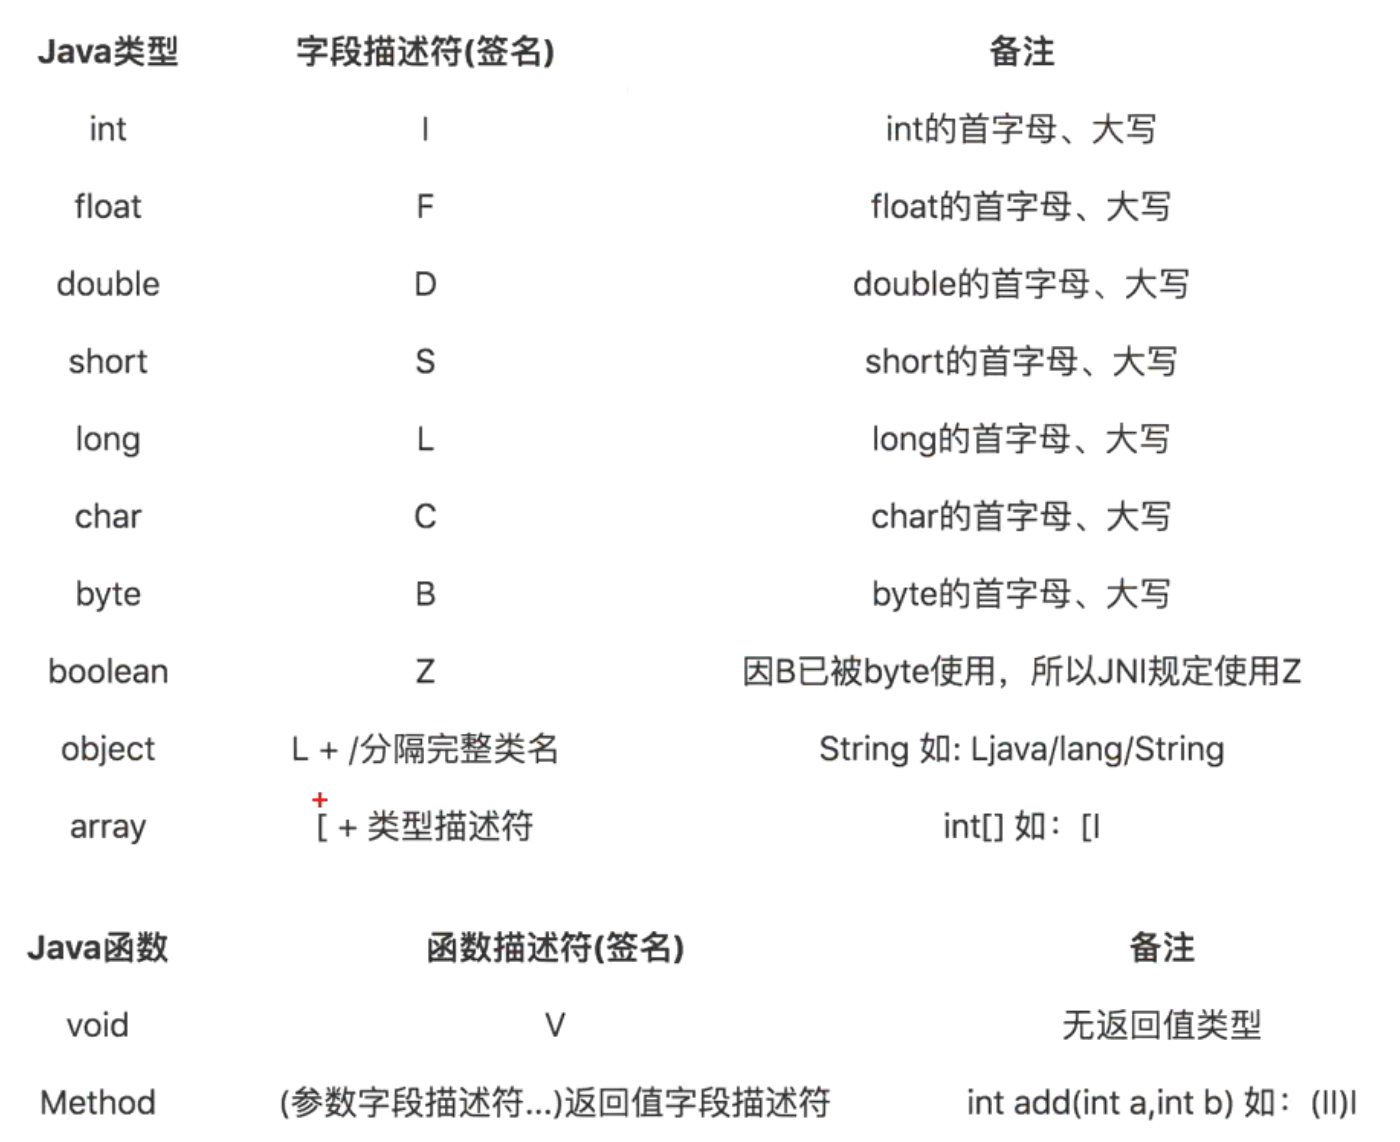 Java类型 字段描述符(签名) 备注
int I int的首字母、大写
float F float的首字母、大写
double D double的首字母、大写
short S short的首字母、大写
long L long的首字母、大写
char C char的首字母、大写
byte B byte的首字母、大写
boolean Z 因B已被byte使用，所以JNI规定使用Z
object L + /分隔完整类名 String 如: Ljava/lang/String
array [ + 类型描述符 int[] 如：[I
Java函数 函数描述符(签名) 备注
void V 无返回值类型
Method (参数字段描述符...)返回值字段描述符 int add(int a,int b) 如：(II)I